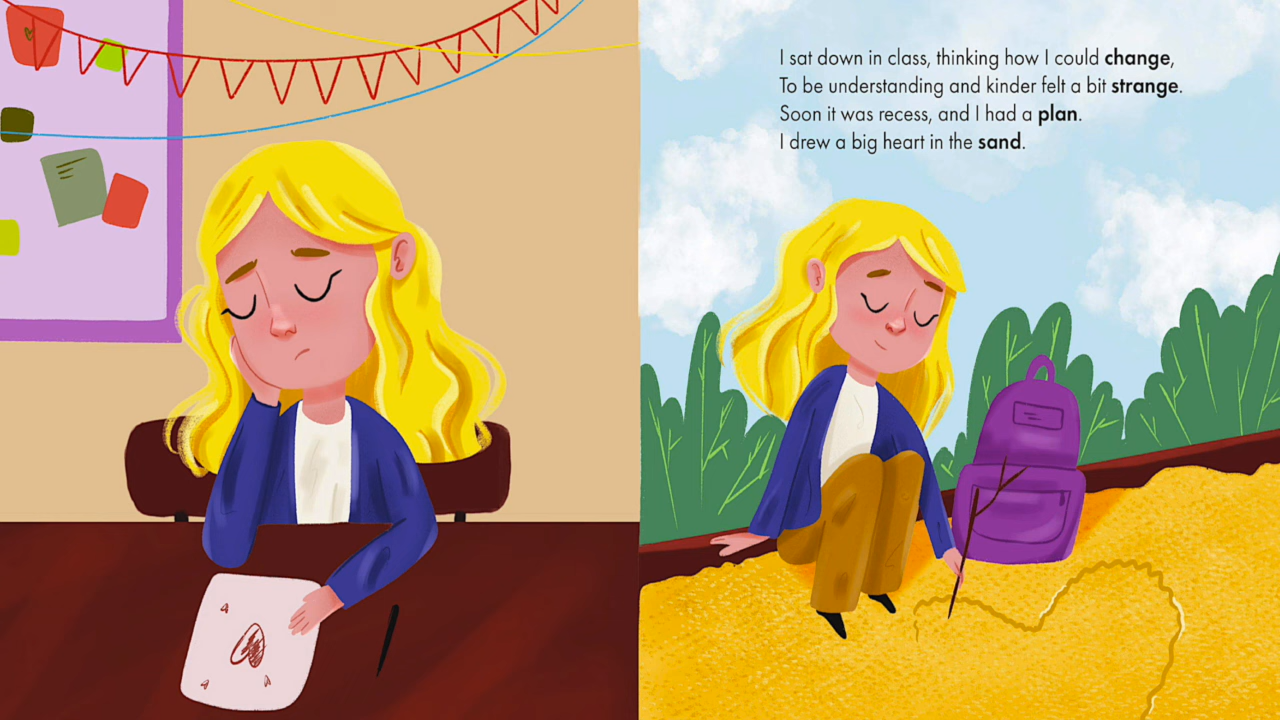 I sat down in class, thinking how I could change,
To be understanding and kinder felt a bit strange.
Soon it was recess, and I had a plan.
I drew a big heart in the sand.